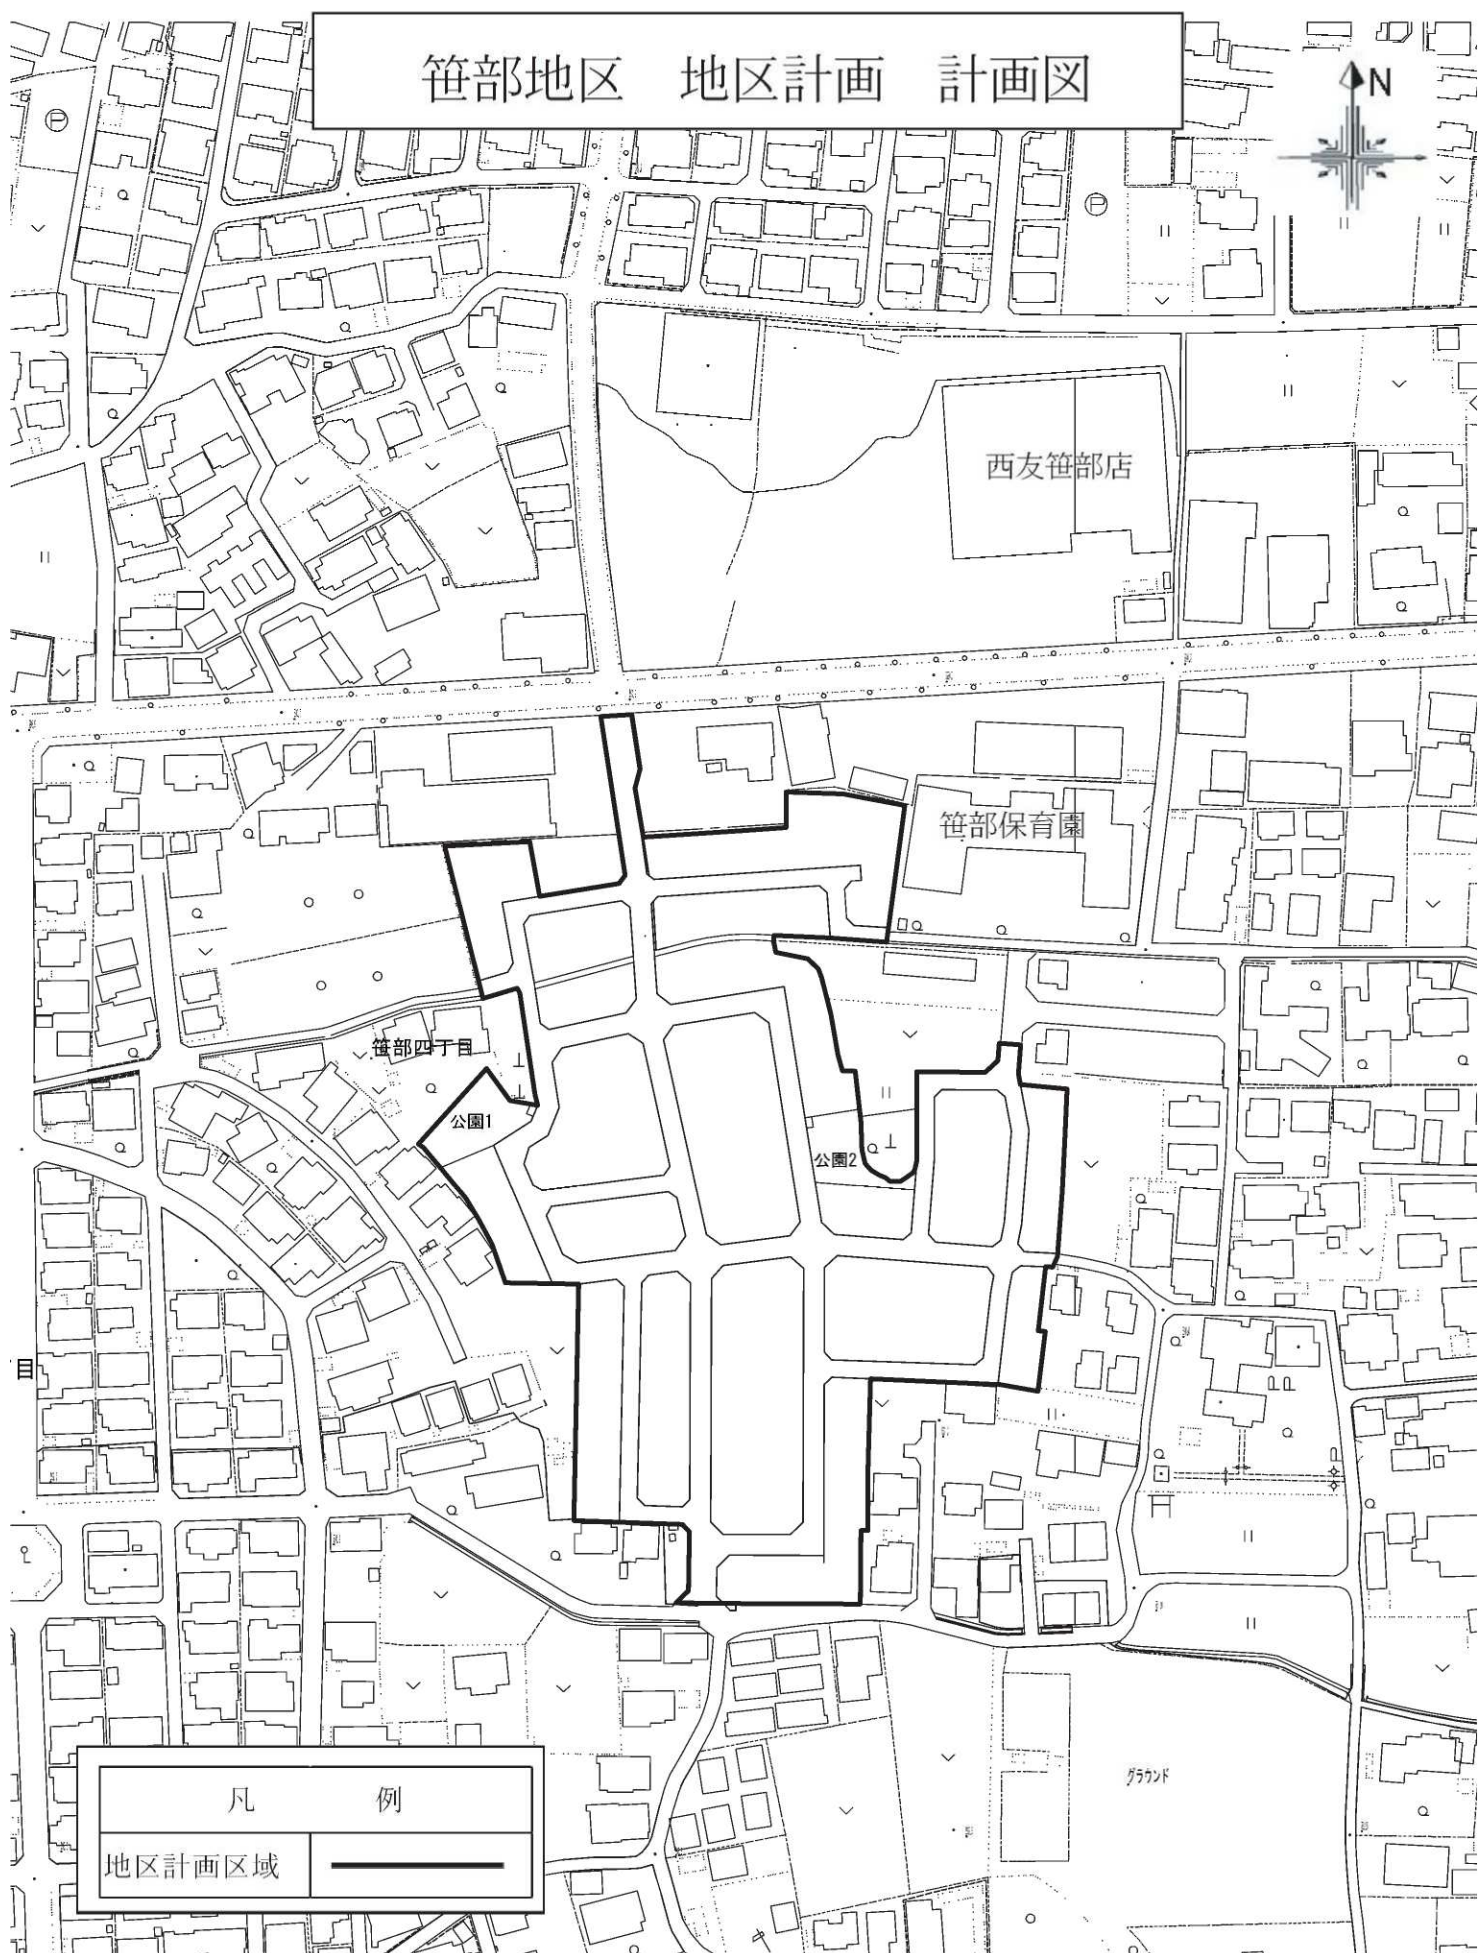 笹部地区　地区計画　計画図
N
P
P
西友笹部店
笹部保育園
笹部四丁目
公園1
公園2
目
グラウンド
凡　例
地区計画区域